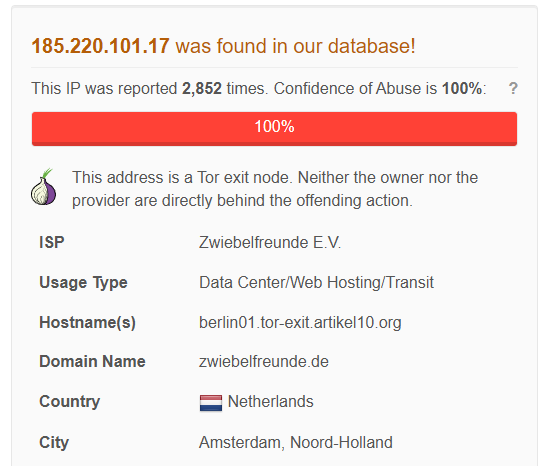 185.220.101.17 was found in our database!
This IP was reported 2,852 times. Confidence of Abuse is 100%: ?
100%
This address is a Tor exit node. Neither the owner nor the
provider are directly behind the offending action.
ISP Zwiebelfreunde E.V.
Usage Type Data Center/Web Hosting/Transit
Hostname(s) berlin01.tor-exit.artikel10.org
Domain Name zwiebelfreunde.de
Country Netherlands
City Amsterdam, Noord-Holland